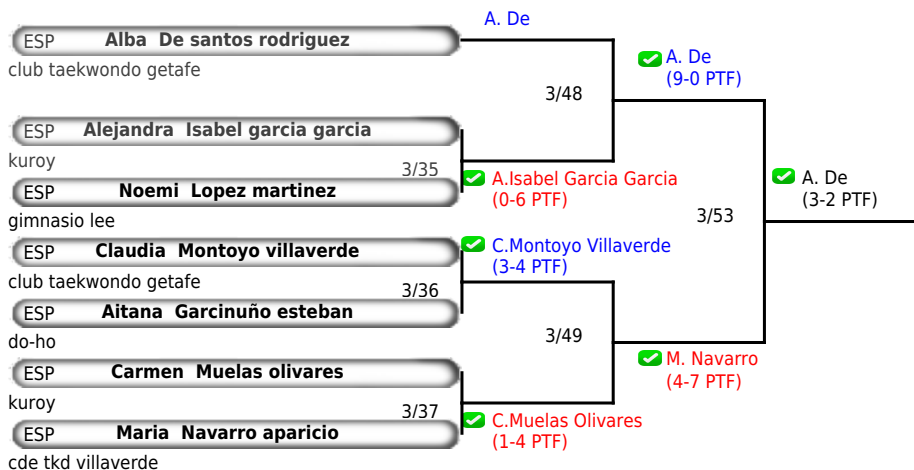 A. De
ESP Alba De santos rodriguez
club taekwondo getafe
A. De
(9-0 PTF)
3/48
ESP Alejandra Isabel garcia garcia
kuroy
3/35
ESP Noemi Lopez martinez
gimnasio lee
A.Isabel Garcia Garcia
(0-6 PTF)
A. De
(3-2 PTF)
3/53
ESP Claudia Montoyo villaverde
club taekwondo getafe
C.Montoyo Villaverde
(3-4 PTF)
3/36
ESP Aitana Garcinuño esteban
do-ho
3/49
ESP Carmen Muelas olivares
kuroy
M. Navarro
(4-7 PTF)
3/37
ESP Maria Navarro aparicio
cde tkd villaverde
C.Muelas Olivares
(1-4 PTF)